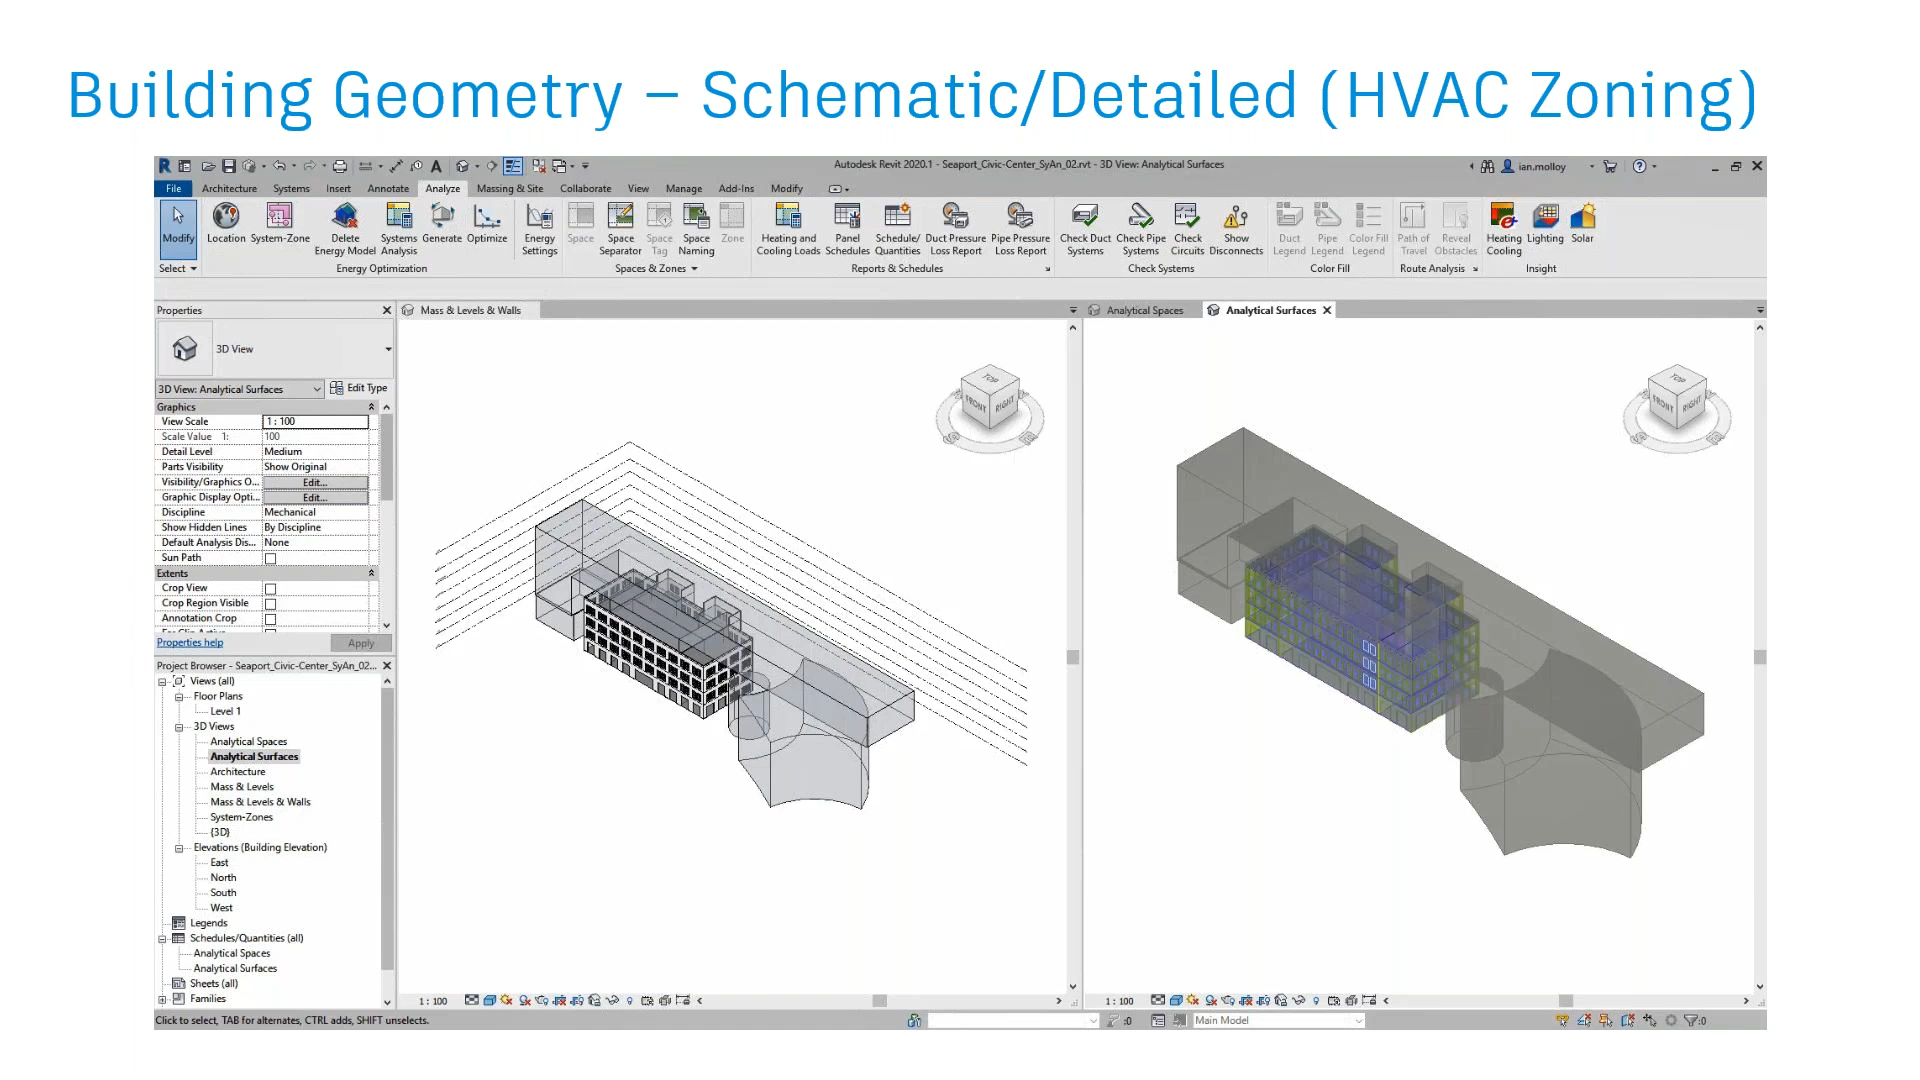 Building Geometry – Schematic/Detailed (HVAC Zoning)
Autodesk Revit 2020.1 - Seaport_Civic-Center_SyAn_02.rvt - 3D View: Analytical Surfaces
ian.molloy
File Architecture Systems Insert Annotate Analyze Massing & Site Collaborate View Manage Add-Ins Modify
Modify
Location
System-Zone
Delete Energy Model
Systems Analysis
Generate
Optimize
Energy Settings
Space
Space Separator
Space Tag
Space Naming
Zone
Heating and Cooling Loads
Panel Schedules
Schedule/ Quantities
Duct Pressure Loss Report
Pipe Pressure Loss Report
Check Duct Systems
Check Pipe Systems
Check Circuits
Show Disconnects
Duct Legend
Pipe Legend
Color Fill Legend
Path of Travel
Reveal Obstacles
Heating Cooling
Lighting
Solar
Select
Energy Optimization
Spaces & Zones
Reports & Schedules
Check Systems
Color Fill
Route Analysis
Insight
Properties
3D View
3D View: Analytical Surfaces
Edit Type
Graphics
View Scale 1 : 100
Scale Value 1: 100
Detail Level Medium
Parts Visibility Show Original
Visibility/Graphics O... Edit...
Graphic Display Opti... Edit...
Discipline Mechanical
Show Hidden Lines By Discipline
Default Analysis Dis... None
Sun Path
Extents
Crop View
Crop Region Visible
Annotation Crop
Properties help
Apply
Project Browser - Seaport_Civic-Center_SyAn_02...
Views (all)
Floor Plans
Level 1
3D Views
Analytical Spaces
Analytical Surfaces
Architecture
Mass & Levels
Mass & Levels & Walls
System-Zones
{3D}
Elevations (Building Elevation)
East
North
South
West
Legends
Schedules/Quantities (all)
Analytical Spaces
Analytical Surfaces
Sheets (all)
Families
Mass & Levels & Walls
TOP
FRONT
RIGHT
1 : 100
Analytical Spaces
Analytical Surfaces
TOP
FRONT
RIGHT
1 : 100
Click to select, TAB for alternates, CTRL adds, SHIFT unselects.
:0
Main Model
:0